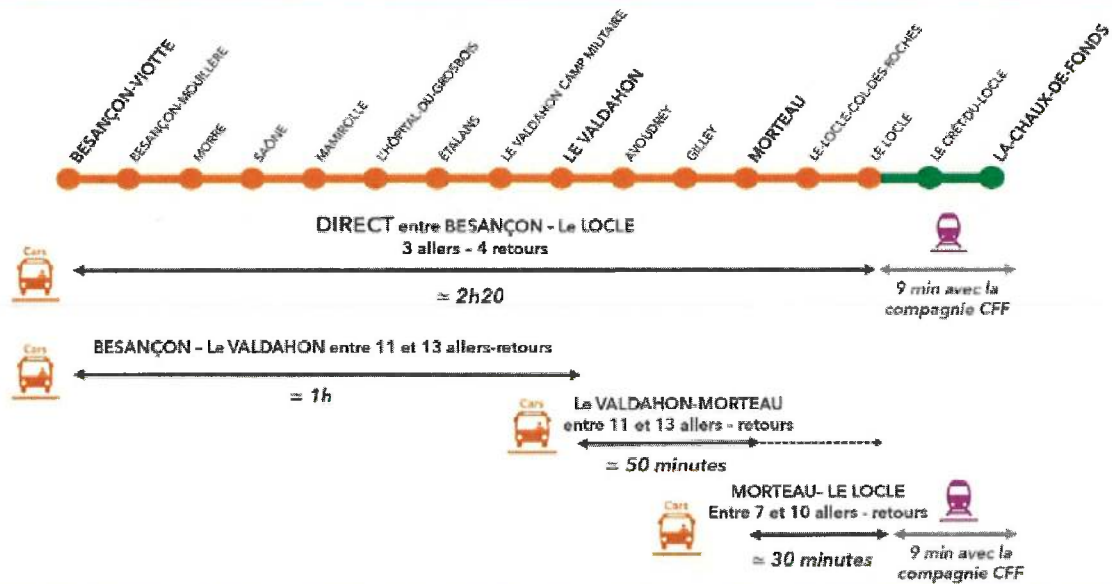 BESANÇON-VIOTTE
BESANÇON-MOUILLÈRE
MORRE
SAÔNE
MAMIROLLE
L'HÔPITAL-DU-GROSBOIS
ÉTALANS
LE VALDAHON CAMP MILITAIRE
LE VALDAHON
AVOUDREY
GILLEY
MORTEAU
LE-LOCLE-COL-DES-ROCHES
LE LOCLE
LE CRÊT-DU-LOCLE
LA-CHAUX-DE-FONDS
DIRECT entre BESANÇON - Le LOCLE
3 allers - 4 retours
Cars
≃ 2h20
9 min avec la
compagnie CFF
Cars
BESANÇON - Le VALDAHON entre 11 et 13 allers-retours
≃ 1h
Cars
Le VALDAHON-MORTEAU
entre 11 et 13 allers - retours
≃ 50 minutes
Cars
MORTEAU- LE LOCLE
Entre 7 et 10 allers - retours
≃ 30 minutes
9 min avec la
compagnie CFF